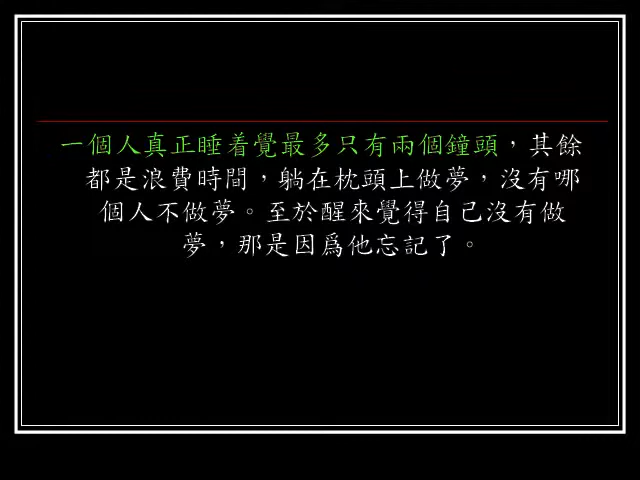 一個人真正睡着覺最多只有兩個鐘頭，其餘
都是浪費時間，躺在枕頭上做夢，沒有哪
個人不做夢。至於醒來覺得自己沒有做
夢，那是因爲他忘記了。